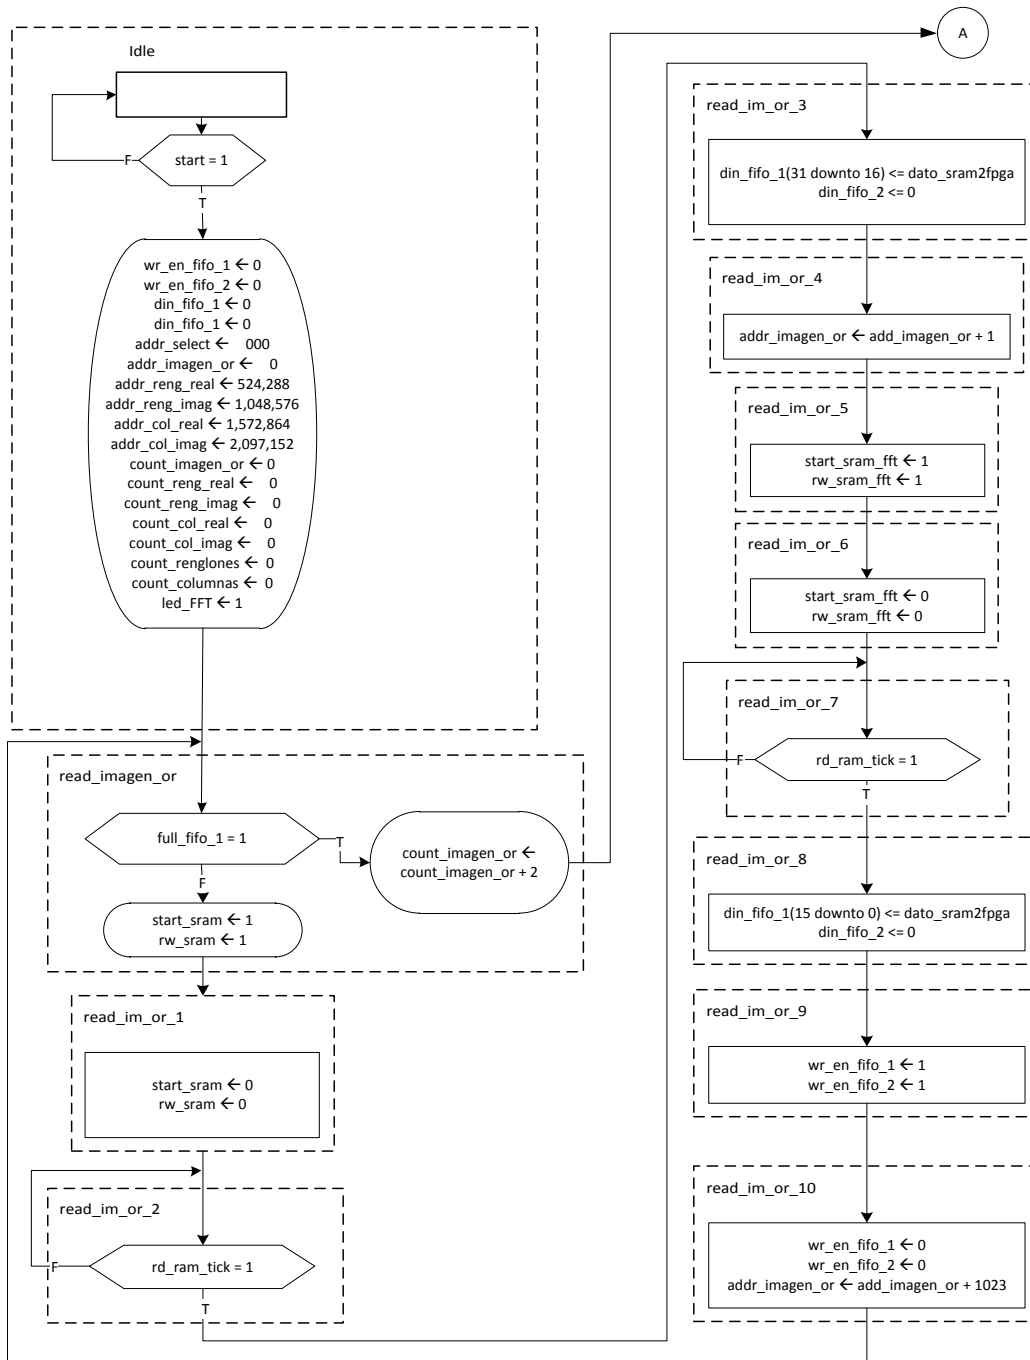 Idle
start = 1
F
T
wr_en_fifo_1 ← 0
wr_en_fifo_2 ← 0
din_fifo_1 ← 0
din_fifo_1 ← 0
addr_select ← 000
addr_imagen_or ← 0
addr_reng_real ← 524,288
addr_reng_imag ← 1,048,576
addr_col_real ← 1,572,864
addr_col_imag ← 2,097,152
count_imagen_or ← 0
count_reng_real ← 0
count_reng_imag ← 0
count_col_real ← 0
count_col_imag ← 0
count_renglones ← 0
count_columnas ← 0
led_FFT ← 1
read_imagen_or
full_fifo_1 = 1
T
F
count_imagen_or ←
count_imagen_or + 2
start_sram ← 1
rw_sram ← 1
read_im_or_1
start_sram ← 0
rw_sram ← 0
read_im_or_2
rd_ram_tick = 1
F
T
A
read_im_or_3
din_fifo_1(31 downto 16) <= dato_sram2fpga
din_fifo_2 <= 0
read_im_or_4
addr_imagen_or ← add_imagen_or + 1
read_im_or_5
start_sram_fft ← 1
rw_sram_fft ← 1
read_im_or_6
start_sram_fft ← 0
rw_sram_fft ← 0
read_im_or_7
rd_ram_tick = 1
F
T
read_im_or_8
din_fifo_1(15 downto 0) <= dato_sram2fpga
din_fifo_2 <= 0
read_im_or_9
wr_en_fifo_1 ← 1
wr_en_fifo_2 ← 1
read_im_or_10
wr_en_fifo_1 ← 0
wr_en_fifo_2 ← 0
addr_imagen_or ← add_imagen_or + 1023